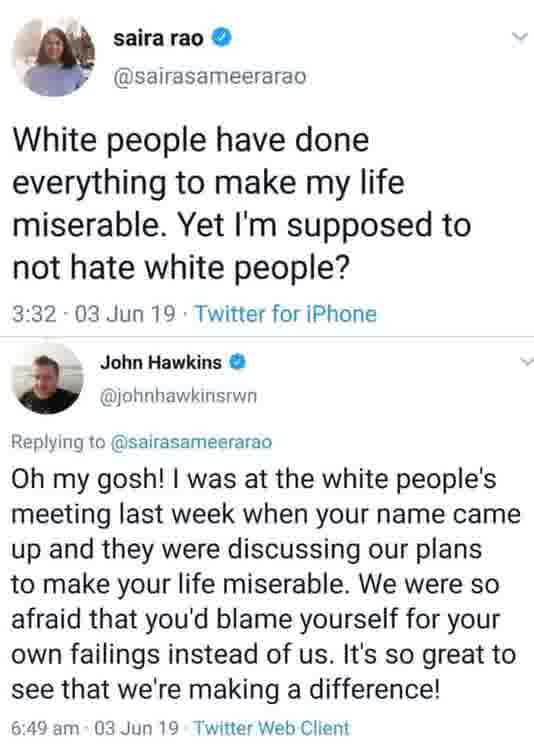 saira rao
@sairasameerarao
White people have done
everything to make my life
miserable. Yet I'm supposed to
not hate white people?
3:32 · 03 Jun 19 · Twitter for iPhone
John Hawkins
@johnhawkinsrwn
Replying to @sairasameerarao
Oh my gosh! I was at the white people's
meeting last week when your name came
up and they were discussing our plans
to make your life miserable. We were so
afraid that you'd blame yourself for your
own failings instead of us. It's so great to
see that we're making a difference!
6:49 am · 03 Jun 19 · Twitter Web Client